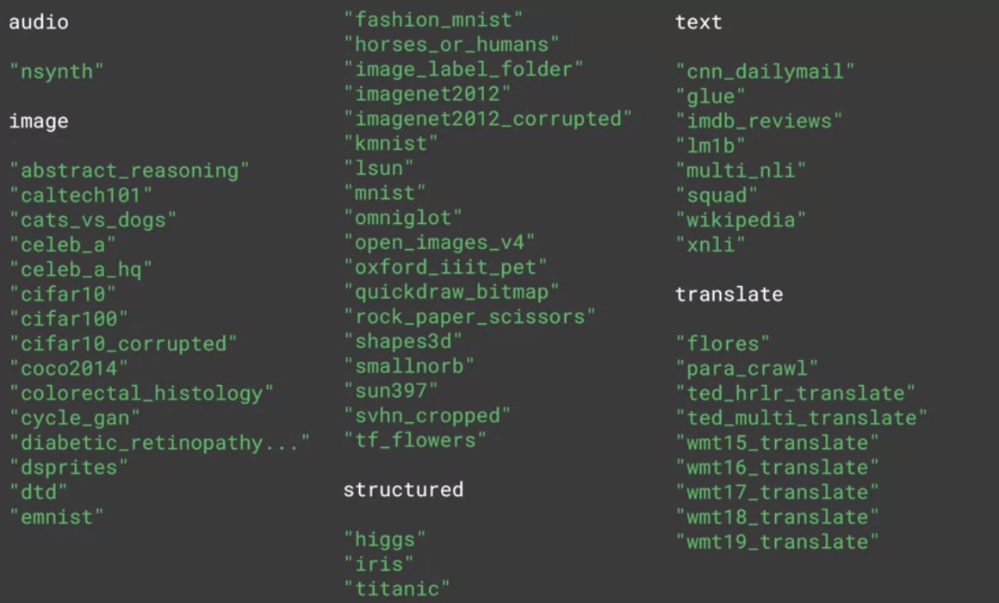 audio
"nsynth"
image
"abstract_reasoning"
"caltech101"
"cats_vs_dogs"
"celeb_a"
"celeb_a_hq"
"cifar10"
"cifar100"
"cifar10_corrupted"
"coco2014"
"colorectal_histology"
"cycle_gan"
"diabetic_retinopathy..."
"dsprites"
"dtd"
"emnist"
"fashion_mnist"
"horses_or_humans"
"image_label_folder"
"imagenet2012"
"imagenet2012_corrupted"
"kmnist"
"lsun"
"mnist"
"omniglot"
"open_images_v4"
"oxford_iiit_pet"
"quickdraw_bitmap"
"rock_paper_scissors"
"shapes3d"
"smallnorb"
"sun397"
"svhn_cropped"
"tf_flowers"
structured
"higgs"
"iris"
"titanic"
text
"cnn_dailymail"
"glue"
"imdb_reviews"
"lm1b"
"multi_nli"
"squad"
"wikipedia"
"xnli"
translate
"flores"
"para_crawl"
"ted_hrlr_translate"
"ted_multi_translate"
"wmt15_translate"
"wmt16_translate"
"wmt17_translate"
"wmt18_translate"
"wmt19_translate"